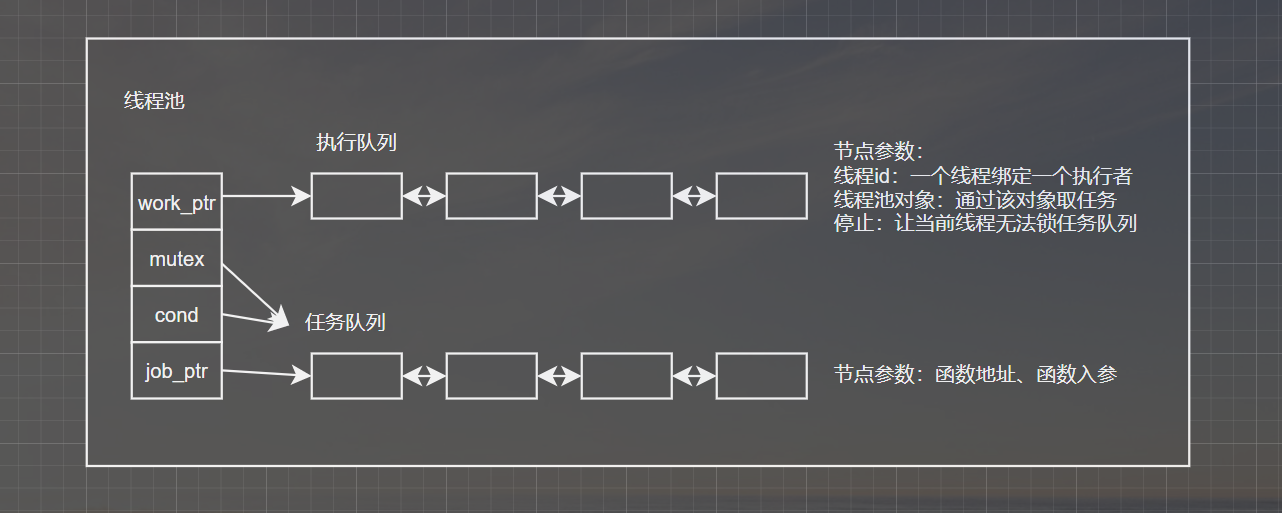 线程池
执行队列
work_ptr
mutex
cond
job_ptr
任务队列
节点参数：
线程id：一个线程绑定一个执行者
线程池对象：通过该对象取任务
停止：让当前线程无法锁任务队列
节点参数：函数地址、函数入参